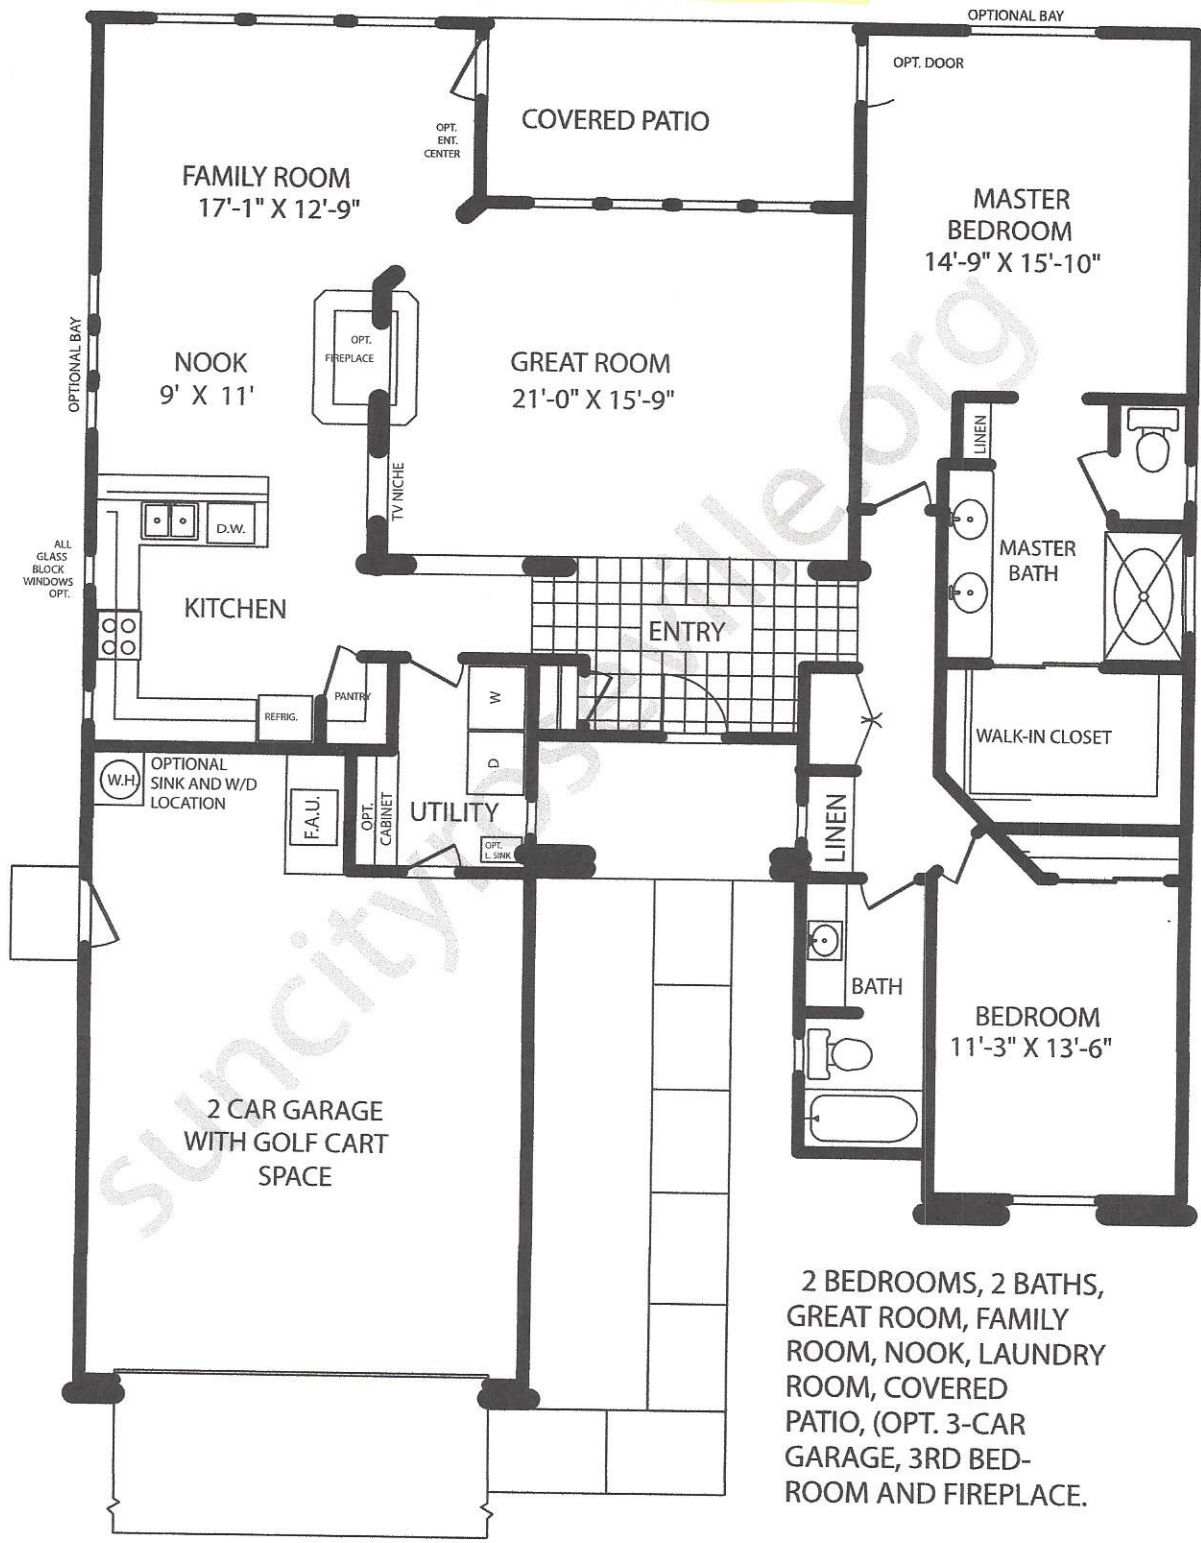 OPTIONAL BAY
OPT. DOOR
COVERED PATIO
OPT.
ENT.
CENTER
FAMILY ROOM
17'-1" X 12'-9"
MASTER
BEDROOM
14'-9" X 15'-10"
OPTIONAL BAY
NOOK
9' X 11'
OPT.
FIREPLACE
GREAT ROOM
21'-0" X 15'-9"
TV NICHE
LINEN
D.W.
ALL
GLASS
BLOCK
WINDOWS
OPT.
KITCHEN
ENTRY
MASTER
BATH
PANTRY
REFRIG.
W
D
WALK-IN CLOSET
W.H.
OPTIONAL
SINK AND W/D
LOCATION
F.A.U.
OPT.
CABINET
UTILITY
OPT.
L. SINK
LINEN
BATH
BEDROOM
11'-3" X 13'-6"
2 CAR GARAGE
WITH GOLF CART
SPACE
suncityroseville.org
2 BEDROOMS, 2 BATHS,
GREAT ROOM, FAMILY
ROOM, NOOK, LAUNDRY
ROOM, COVERED
PATIO, (OPT. 3-CAR
GARAGE, 3RD BED-
ROOM AND FIREPLACE.